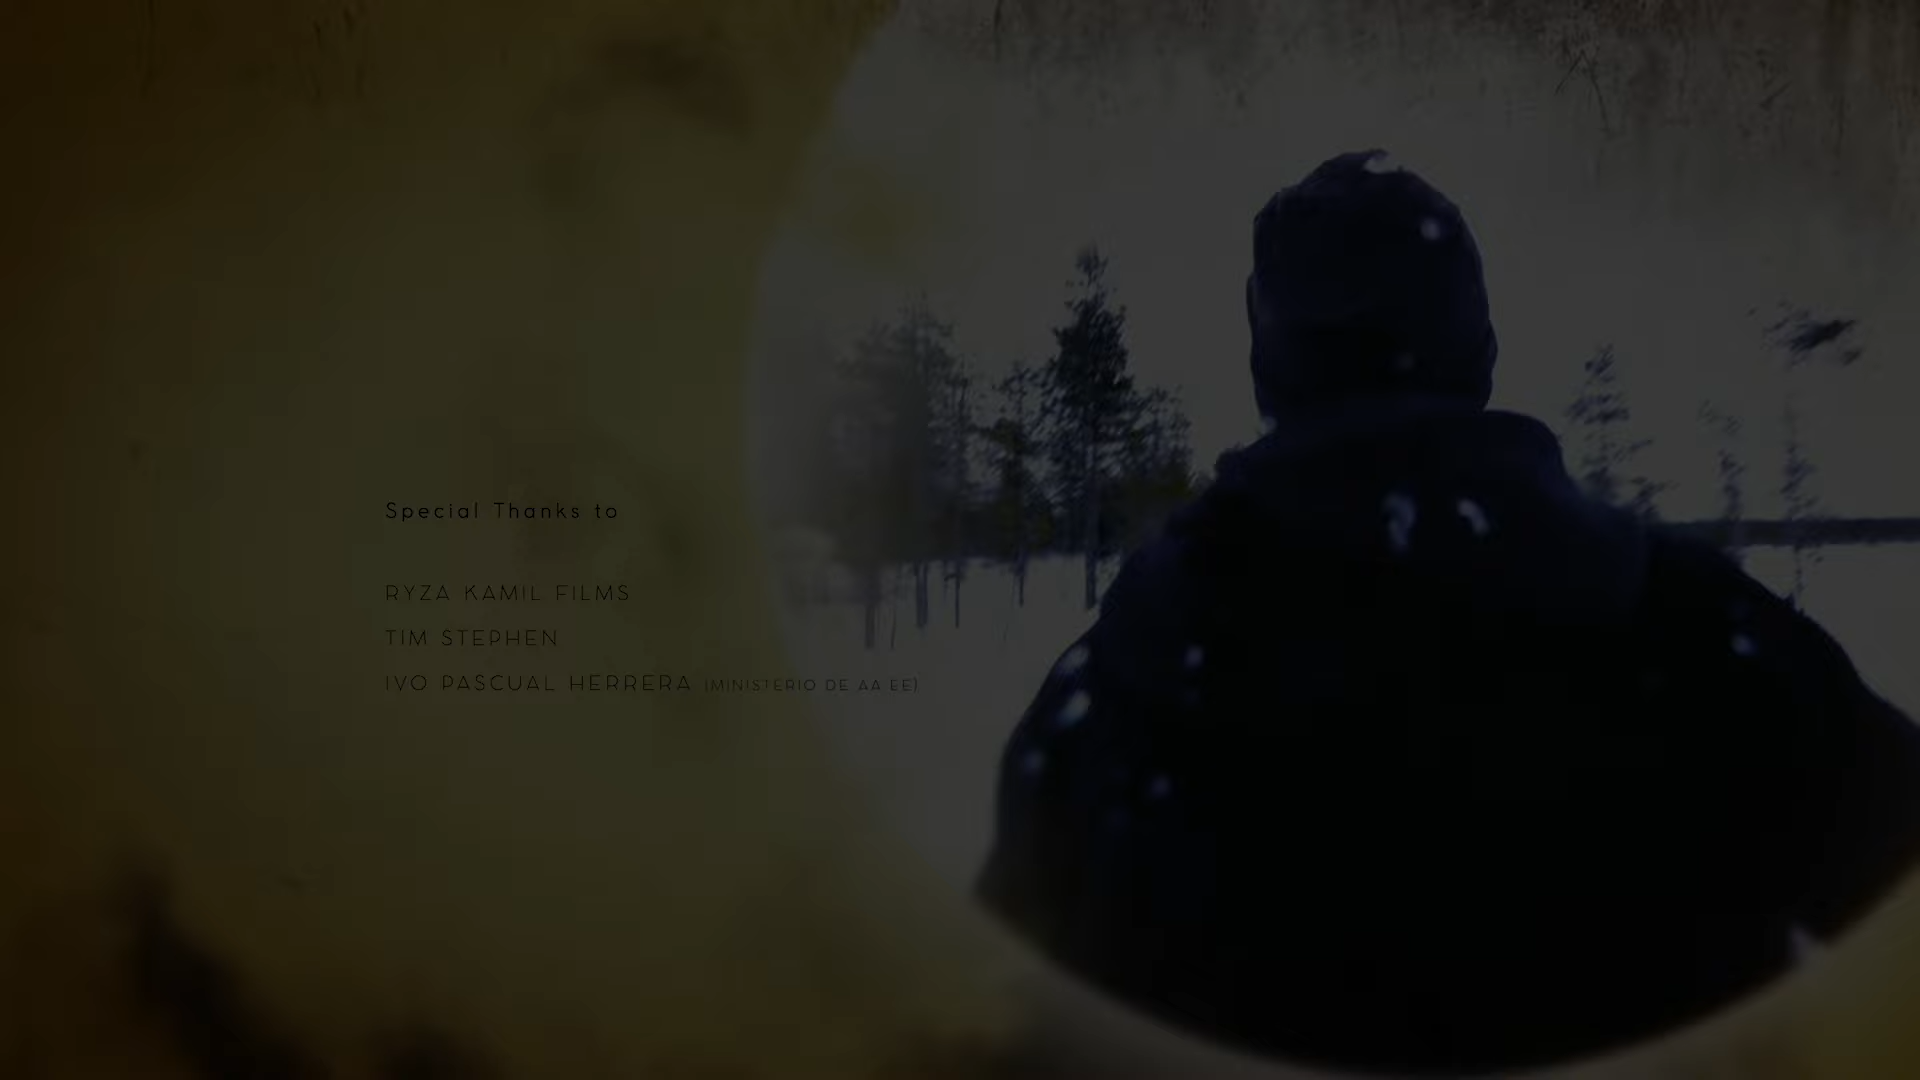 Special Thanks to
RYZA KAMIL FILMS
TIM STEPHEN
IVO PASCUAL HERRERA (MINISTERIO DE AA EE)